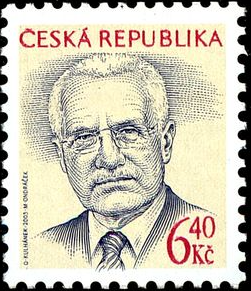 ČESKÁ REPUBLIKA
O. KULHÁNEK · 2003 · M. ONDRÁČEK
6 40
Kč